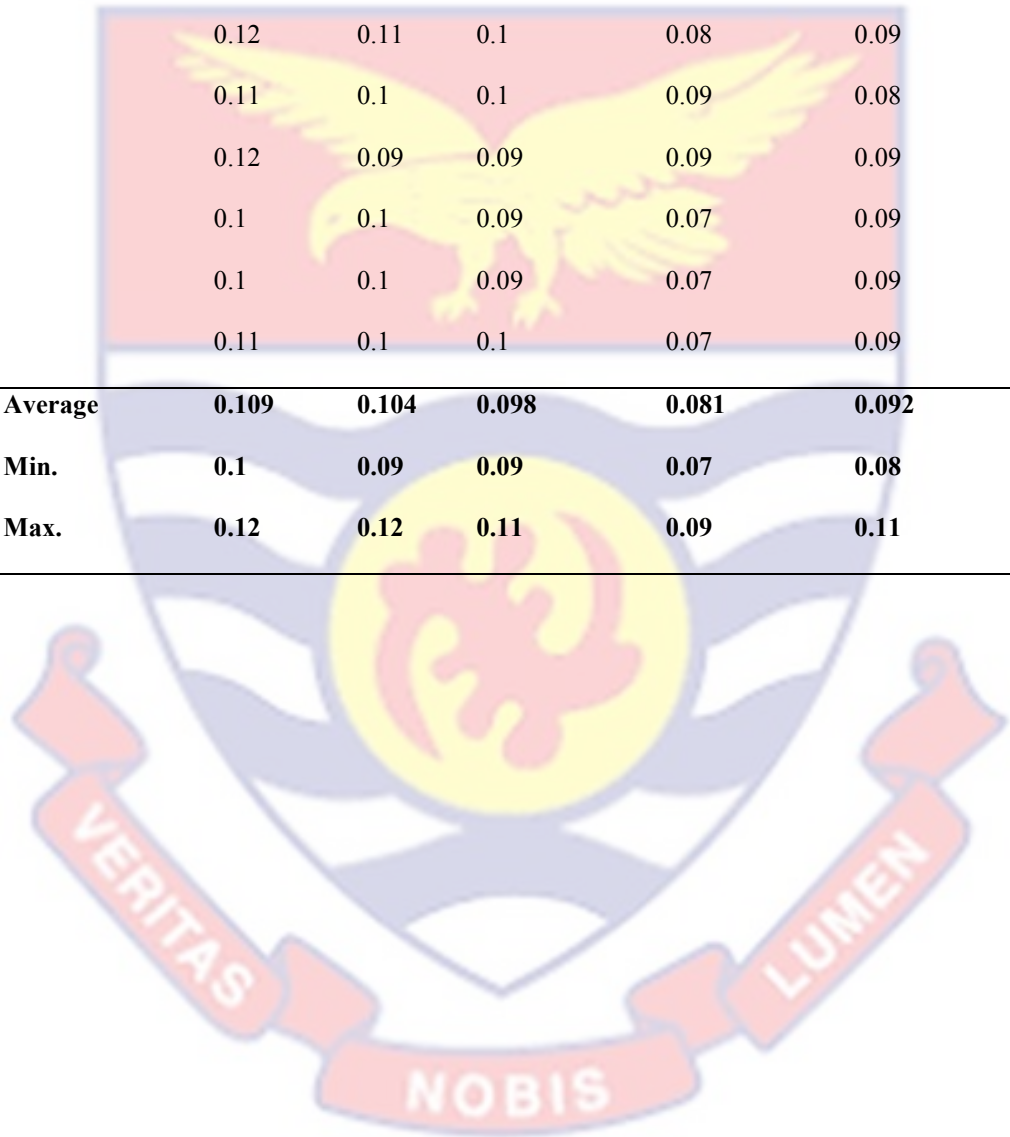 0.12 0.11 0.1 0.08 0.09
0.11 0.1 0.1 0.09 0.08
0.12 0.09 0.09 0.09 0.09
0.1 0.1 0.09 0.07 0.09
0.1 0.1 0.09 0.07 0.09
0.11 0.1 0.1 0.07 0.09
Average 0.109 0.104 0.098 0.081 0.092
Min. 0.1 0.09 0.09 0.07 0.08
Max. 0.12 0.12 0.11 0.09 0.11
VERITAS
NOBIS
LUMEN